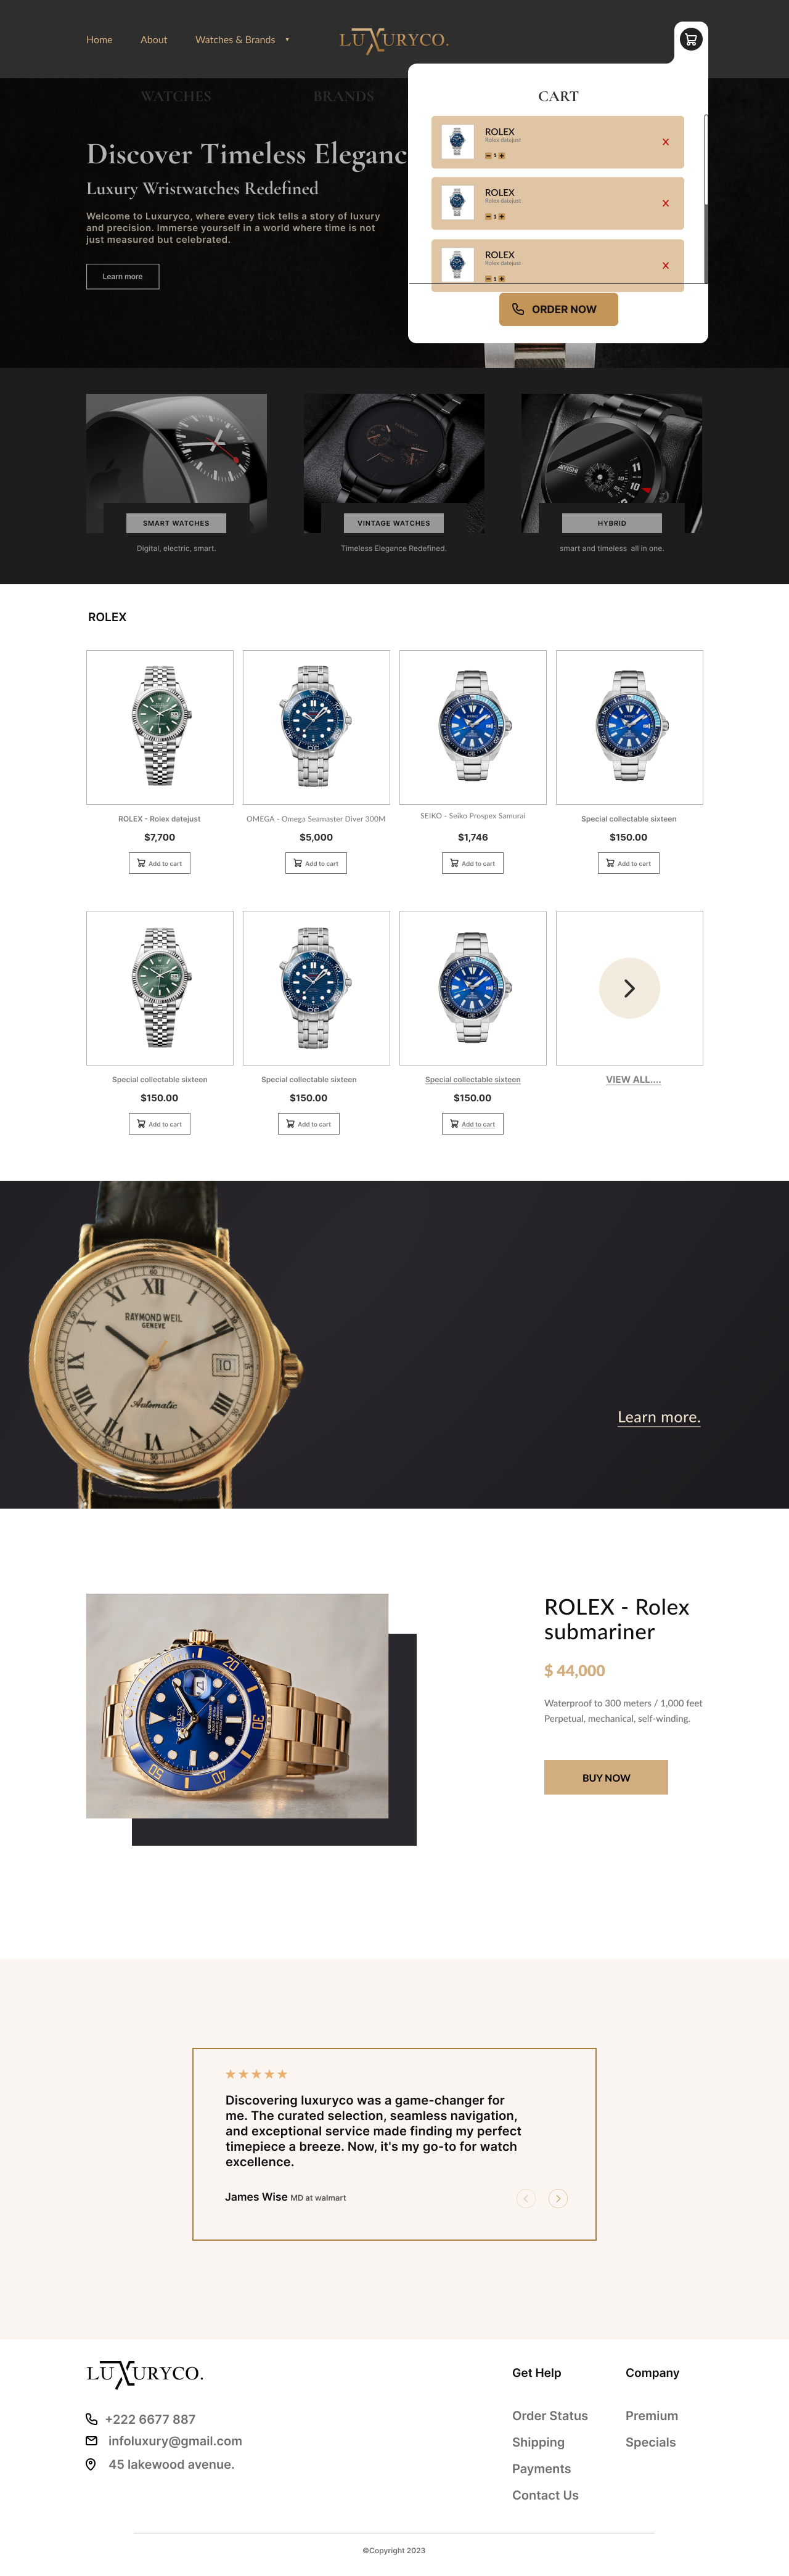 Home
About
Watches & Brands
LUXURYCO.
WATCHES
BRANDS
CART
ROLEX
Rolex datejust
1
X
ROLEX
Rolex datejust
1
X
ROLEX
Rolex datejust
1
X
ORDER NOW
Discover Timeless Eleganc
Luxury Wristwatches Redefined
Welcome to Luxuryco, where every tick tells a story of luxury
and precision. Immerse yourself in a world where time is not
just measured but celebrated.
Learn more
SMART WATCHES
VINTAGE WATCHES
HYBRID
Digital, electric, smart.
Timeless Elegance Redefined.
smart and timeless all in one.
ROLEX
ROLEX - Rolex datejust
$7,700
Add to cart
OMEGA - Omega Seamaster Diver 300M
$5,000
Add to cart
SEIKO - Seiko Prospex Samurai
$1,746
Add to cart
Special collectable sixteen
$150.00
Add to cart
Special collectable sixteen
$150.00
Add to cart
Special collectable sixteen
$150.00
Add to cart
Special collectable sixteen
$150.00
Add to cart
VIEW ALL....
RAYMOND WEIL
GENEVE
10
Automatic
Learn more.
ROLEX - Rolex
submariner
$ 44,000
Waterproof to 300 meters / 1,000 feet
Perpetual, mechanical, self-winding.
BUY NOW
Discovering luxuryco was a game-changer for
me. The curated selection, seamless navigation,
and exceptional service made finding my perfect
timepiece a breeze. Now, it's my go-to for watch
excellence.
James Wise MD at walmart
LUXURYCO.
+222 6677 887
infoluxury@gmail.com
45 lakewood avenue.
Get Help
Order Status
Shipping
Payments
Contact Us
Company
Premium
Specials
©Copyright 2023